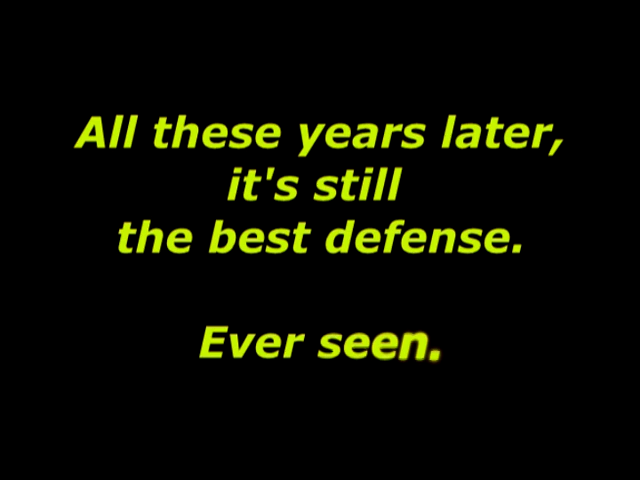 All these years later,
it's still
the best defense.
Ever seen.